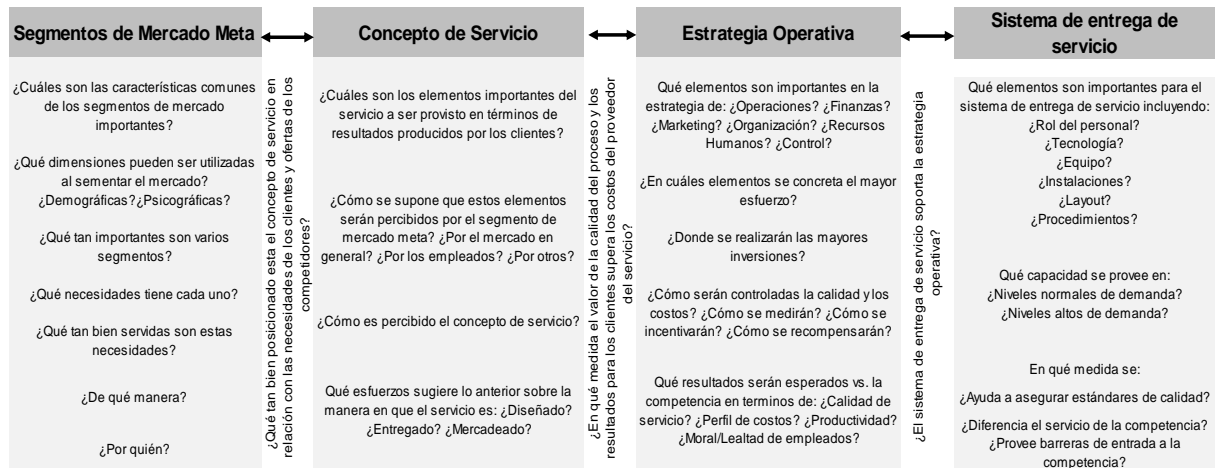 Segmentos de Mercado Meta
¿Cuáles son las características comunes
de los segmentos de mercado
importantes?
¿Qué dimensiones pueden ser utilizadas
al sementar el mercado?
¿Demográficas?¿Psicográficas?
¿Qué tan importantes son varios
segmentos?
¿Qué necesidades tiene cada uno?
¿Qué tan bien servidas son estas
necesidades?
¿De qué manera?
¿Por quién?
¿Qué tan bien posicionado esta el concepto de servicio en
relación con las necesidades de los clientes y ofertas de los
competidores?
Concepto de Servicio
¿Cuáles son los elementos importantes del
servicio a ser provisto en términos de
resultados producidos por los clientes?
¿Cómo se supone que estos elementos
serán percibidos por el segmento de
mercado meta? ¿Por el mercado en
general? ¿Por los empleados? ¿Por otros?
¿Cómo es percibido el concepto de servicio?
Qué esfuerzos sugiere lo anterior sobre la
manera en que el servicio es: ¿Diseñado?
¿Entregado? ¿Mercadeado?
¿En qué medida el valor de la calidad del proceso y los
resultados para los clientes supera los costos del proveedor
del servicio?
Estrategia Operativa
Qué elementos son importantes en la
estrategia de: ¿Operaciones? ¿Finanzas?
¿Marketing? ¿Organización? ¿Recursos
Humanos? ¿Control?
¿En cuáles elementos se concreta el mayor
esfuerzo?
¿Donde se realizarán las mayores
inversiones?
¿Cómo serán controladas la calidad y los
costos? ¿Cómo se medirán? ¿Cómo se
incentivarán? ¿Cómo se recompensarán?
Qué resultados serán esperados vs. la
competencia en terminos de: ¿Calidad de
servicio? ¿Perfil de costos? ¿Productividad?
¿Moral/Lealtad de empleados?
¿El sistema de entrega de servicio soporta la estrategia
operativa?
Sistema de entrega de
servicio
Qué elementos son importantes para el
sistema de entrega de servicio incluyendo:
¿Rol del personal?
¿Tecnología?
¿Equipo?
¿Instalaciones?
¿Layout?
¿Procedimientos?
Qué capacidad se provee en:
¿Niveles normales de demanda?
¿Niveles altos de demanda?
En qué medida se:
¿Ayuda a asegurar estándares de calidad?
¿Diferencia el servicio de la competencia?
¿Provee barreras de entrada a la
competencia?